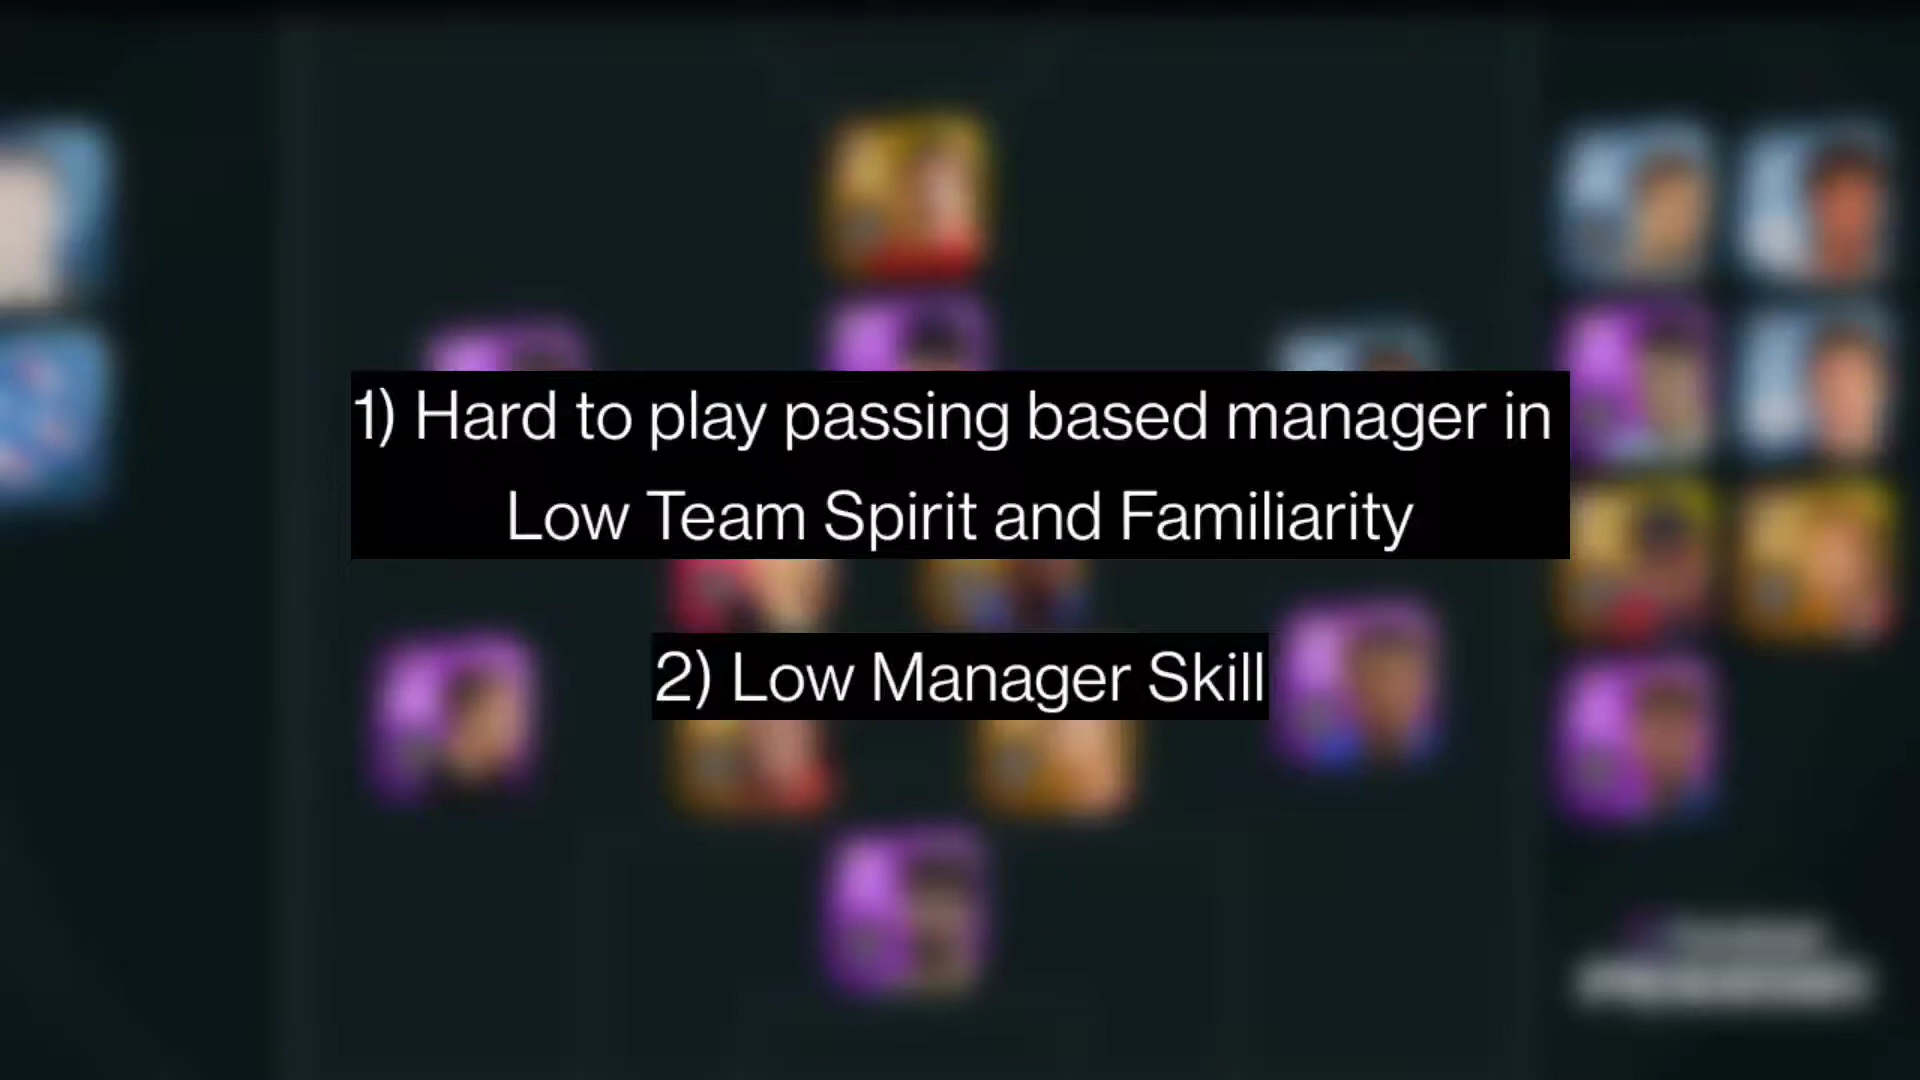 1) Hard to play passing based manager in
Low Team Spirit and Familiarity
2) Low Manager Skill